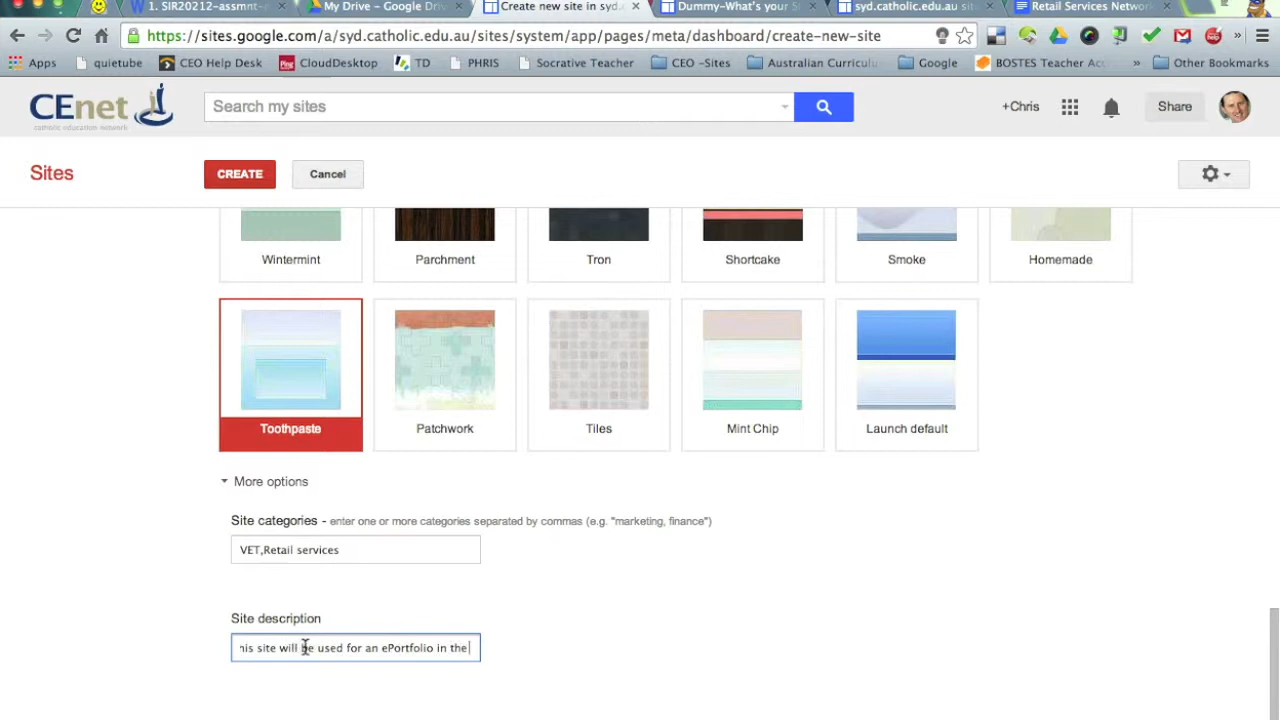 1. SIR20212-assmnt-
My Drive - Google Dri
Create new site in syd.c
Dummy-What's your S
syd.catholic.edu.au sit
Retail Services Network
https://sites.google.com/a/syd.catholic.edu.au/sites/system/app/pages/meta/dashboard/create-new-site
Apps quietube CEO Help Desk CloudDesktop TD PHRIS Socrative Teacher CEO -Sites Australian Curriculu Google BOSTES Teacher Acc » Other Bookmarks
CEnet
catholic education network
Search my sites
+Chris
Share
Sites
CREATE
Cancel
Wintermint
Parchment
Tron
Shortcake
Smoke
Homemade
Toothpaste
Patchwork
Tiles
Mint Chip
Launch default
More options
Site categories - enter one or more categories separated by commas (e.g. "marketing, finance")
VET,Retail services
Site description
his site will be used for an ePortfolio in the